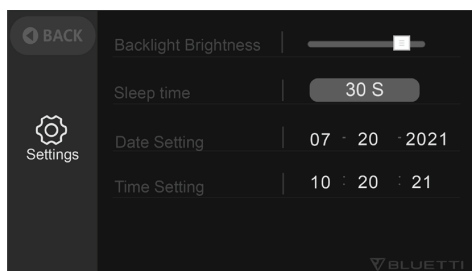 BACK
Backlight Brightness
Sleep time 30 S
Settings
Date Setting 07 - 20 - 2021
Time Setting 10 : 20 : 21
BLUETTI